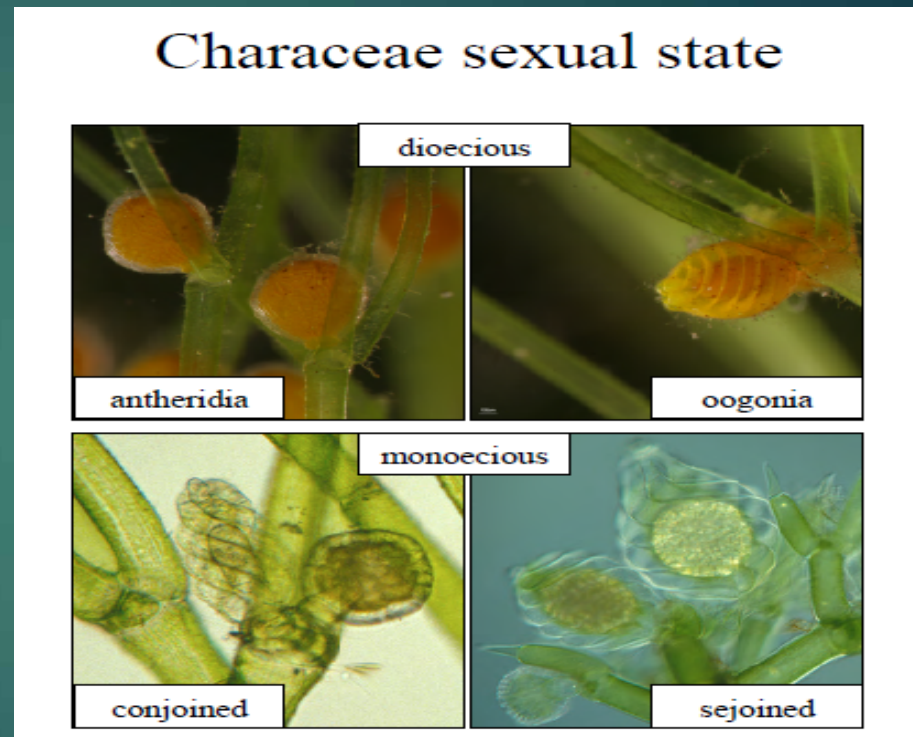 Characeae sexual state
dioecious
antheridia
oogonia
monoecious
conjoined
sejoined